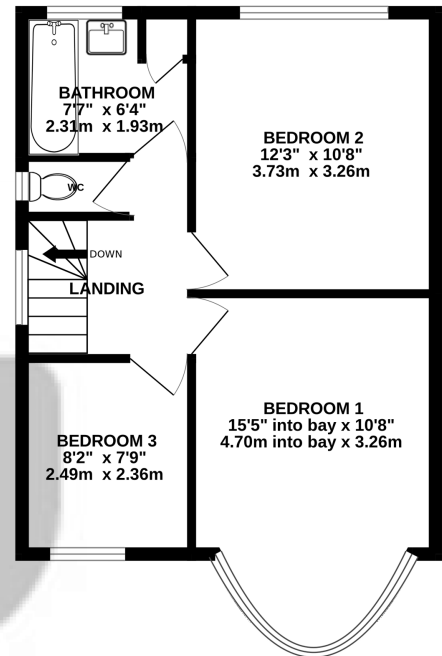 BATHROOM
7'7" x 6'4"
2.31m x 1.93m
BEDROOM 2
12'3" x 10'8"
3.73m x 3.26m
WC
DOWN
LANDING
BEDROOM 1
15'5" into bay x 10'8"
4.70m into bay x 3.26m
BEDROOM 3
8'2" x 7'9"
2.49m x 2.36m